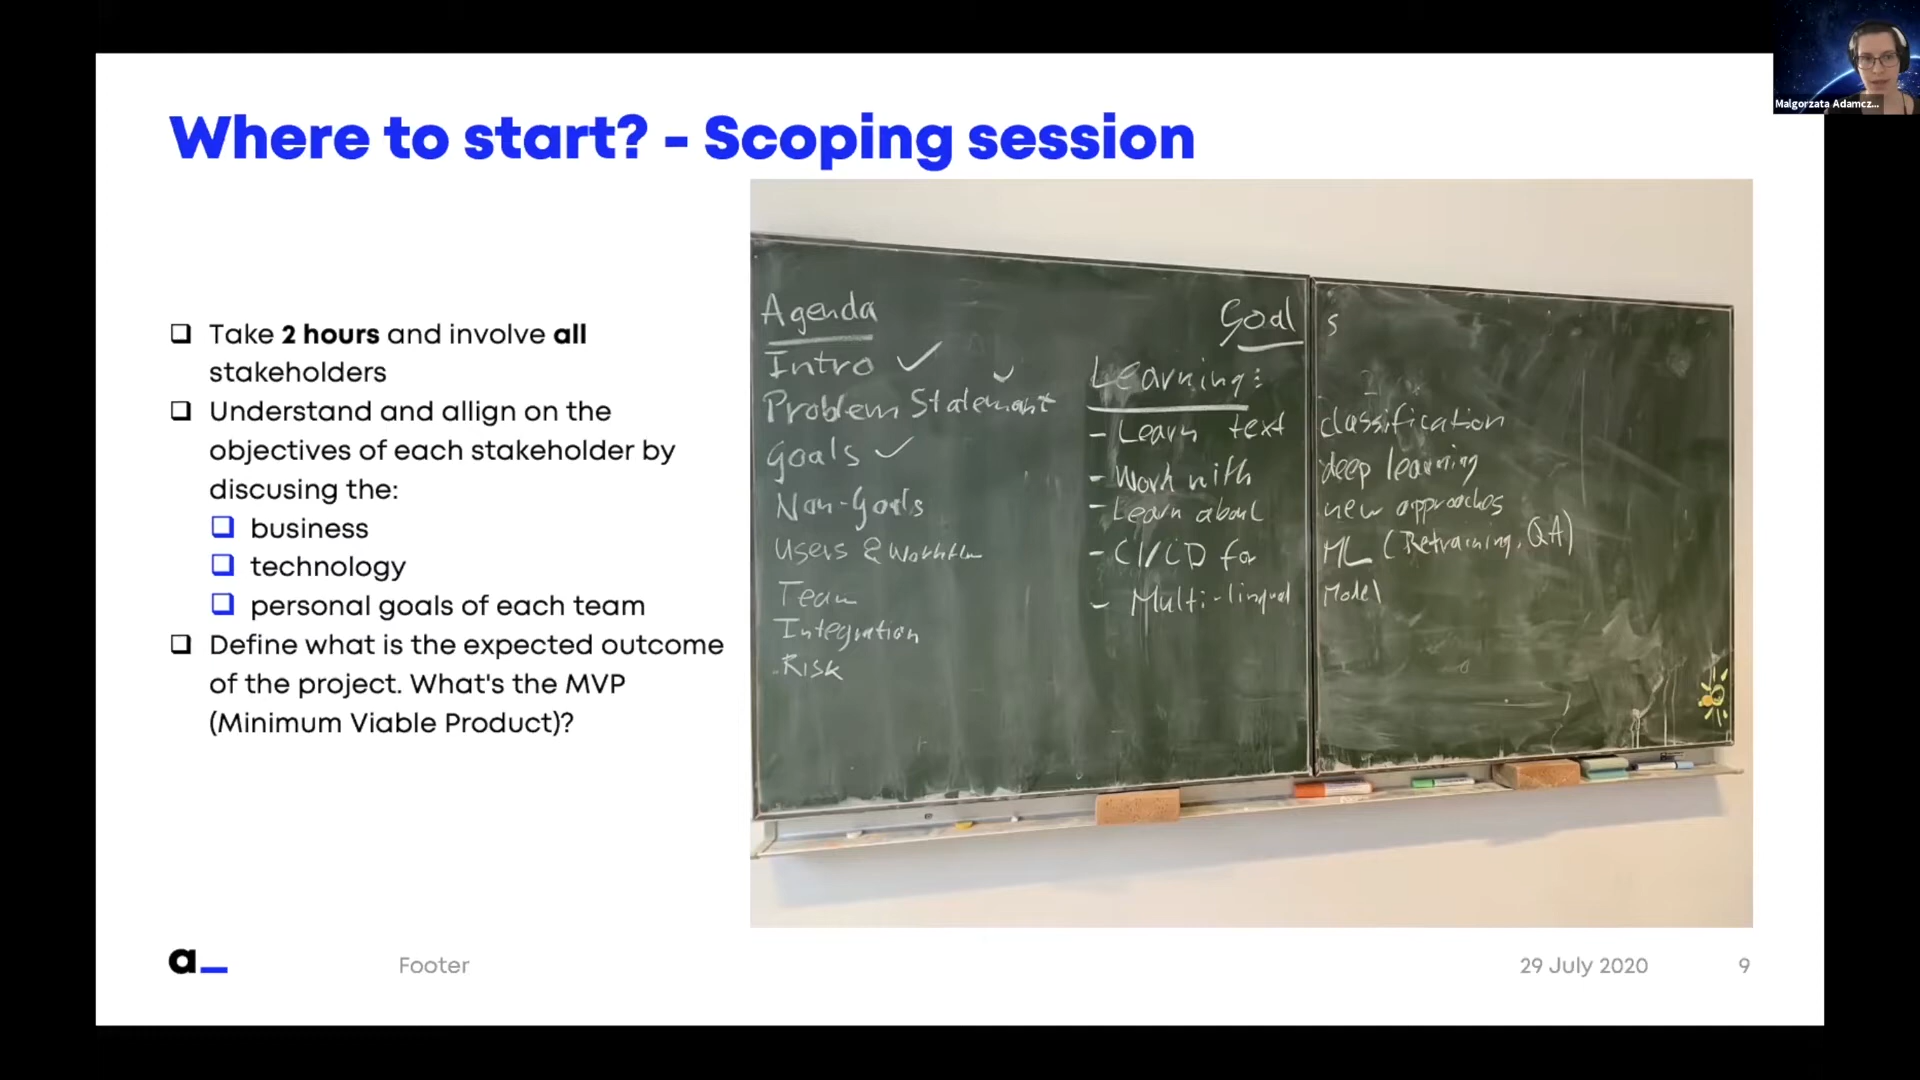 Malgorzata Adamcz...
Where to start? - Scoping session
❏ Take 2 hours and involve all
stakeholders
❏ Understand and allign on the
objectives of each stakeholder by
discusing the:
❏ business
❏ technology
❏ personal goals of each team
❏ Define what is the expected outcome
of the project. What's the MVP
(Minimum Viable Product)?
Agenda
Intro ✓
Problem Statement ✓
Goals ✓
Non-Goals
Users & Workflow
Team
Integration
Risk
Goals
Learning:
- Learn text classification
- Work with deep learning
- Learn about new approaches
- CI/CD for ML (Retraining, QA)
- Multi-lingual Model
a_
Footer
29 July 2020
9